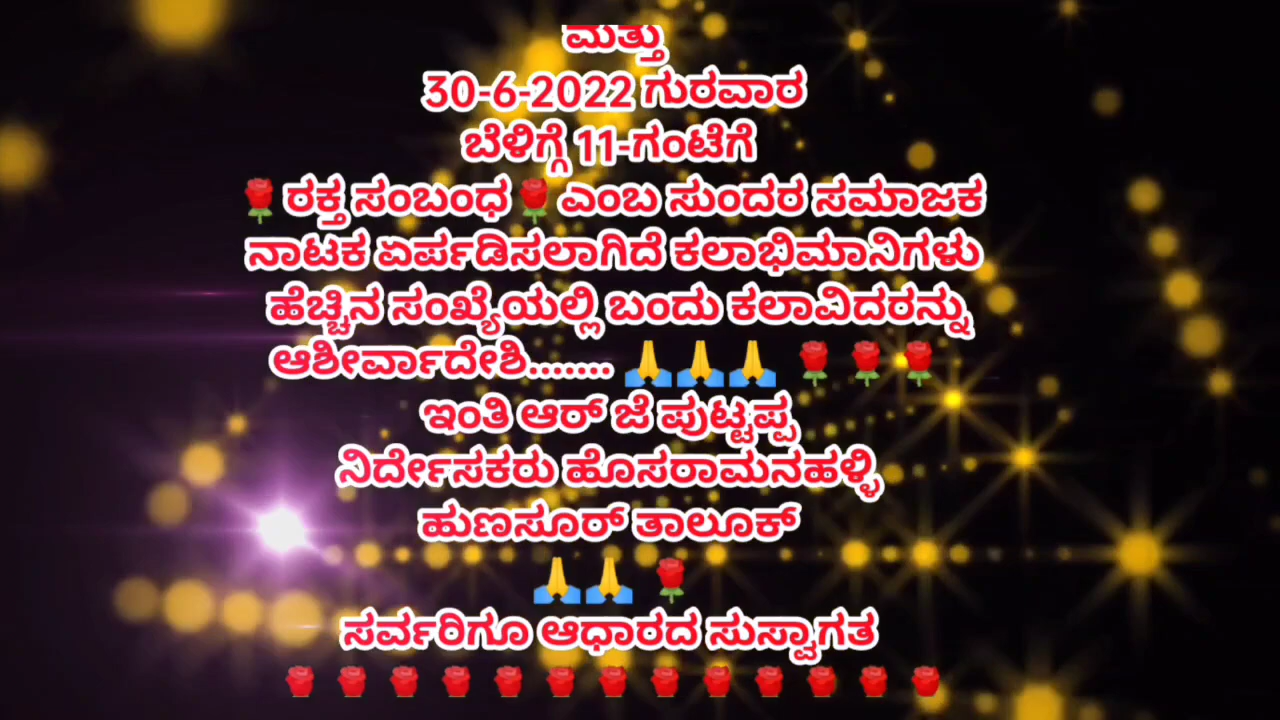 ಮತ್ತು
30-6-2022 ಗುರವಾರ
ಬೆಳಿಗ್ಗೆ 11-ಗಂಟೆಗೆ
🌹ರಕ್ತ ಸಂಬಂಧ🌹ಎಂಬ ಸುಂದರ ಸಮಾಜಕ
ನಾಟಕ ಏರ್ಪಡಿಸಲಾಗಿದೆ ಕಲಾಭಿಮಾನಿಗಳು
ಹೆಚ್ಚಿನ ಸಂಖ್ಯೆಯಲ್ಲಿ ಬಂದು ಕಲಾವಿದರನ್ನು
ಆಶೀರ್ವಾದೇಶಿ....... 🙏🙏🙏 🌹🌹🌹
ಇಂತಿ ಆರ್ ಜೆ ಪುಟ್ಟಪ್ಪ
ನಿರ್ದೇಸಕರು ಹೊಸರಾಮನಹಳ್ಳಿ
ಹುಣಸೂರ್ ತಾಲೂಕ್
🙏🙏 🌹
ಸರ್ವರಿಗೂ ಆಧಾರದ ಸುಸ್ವಾಗತ
🌹🌹🌹🌹🌹🌹🌹🌹🌹🌹🌹🌹🌹